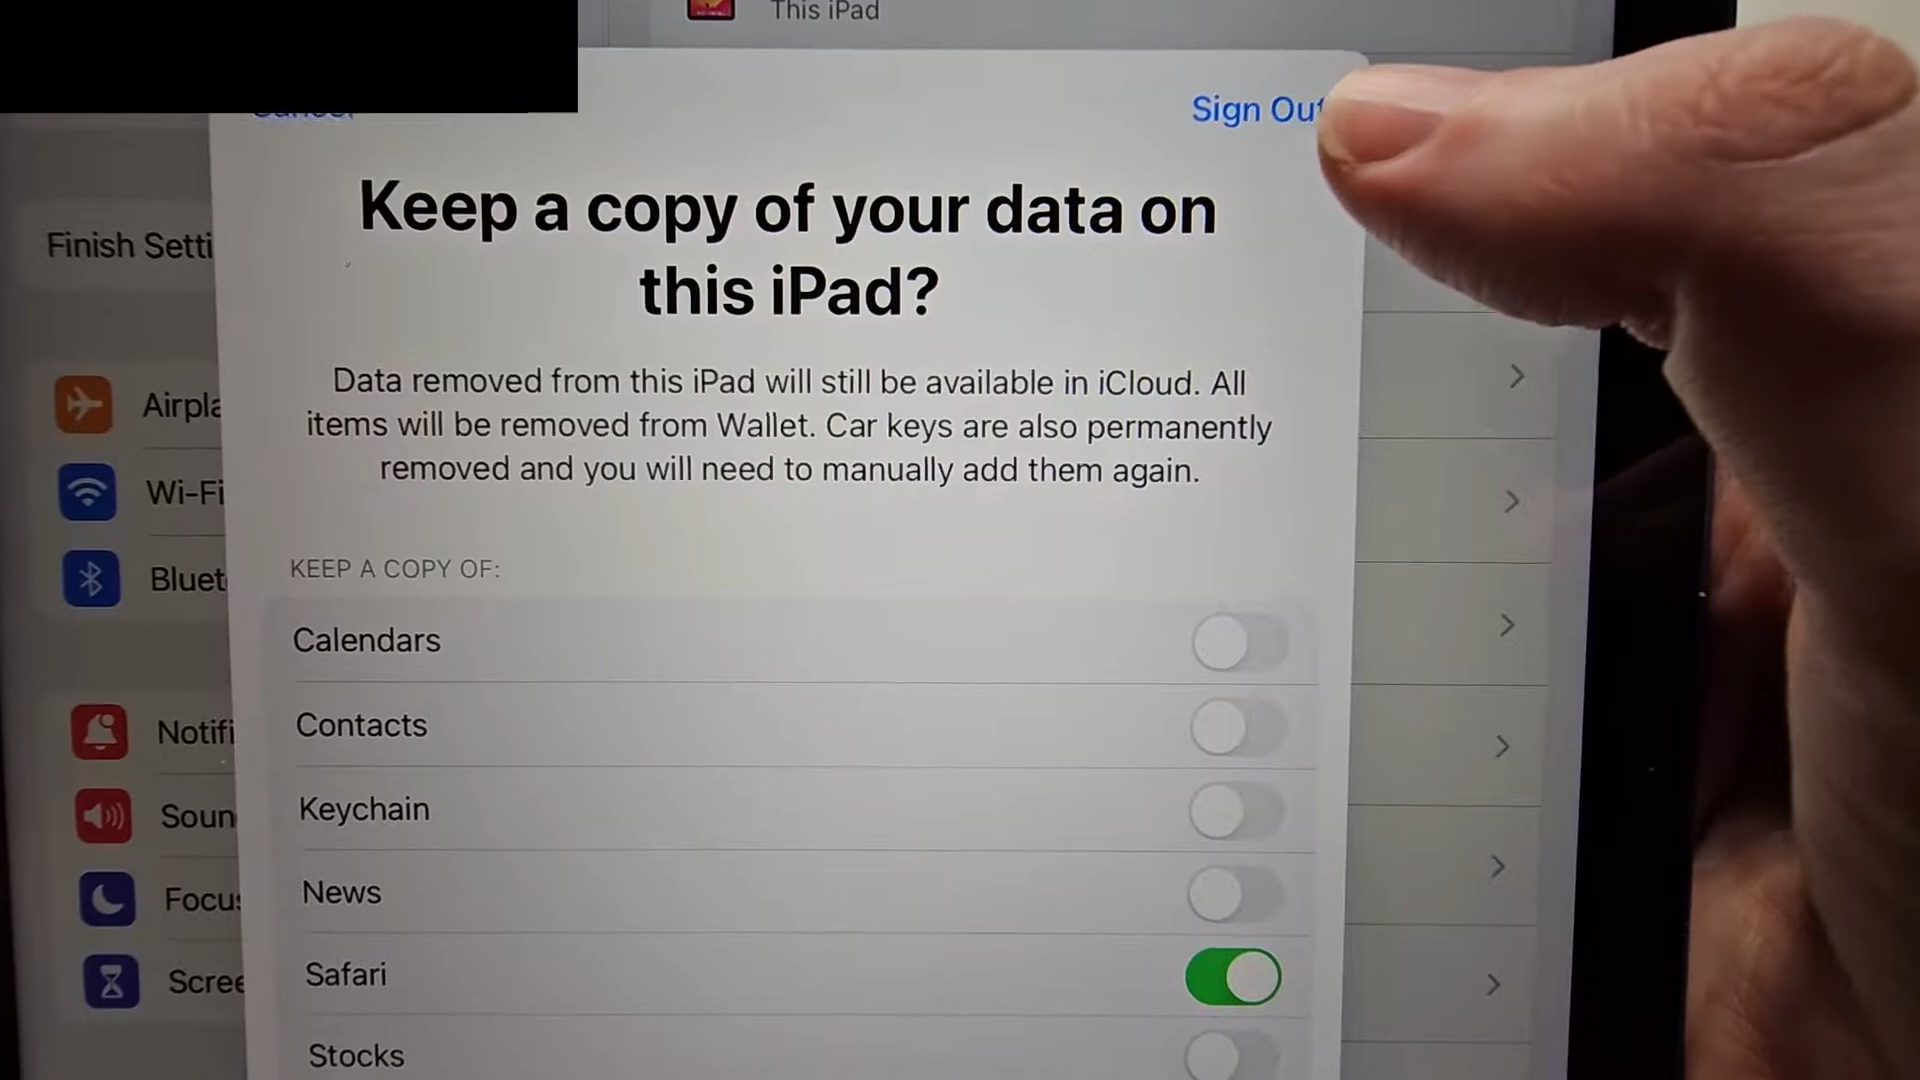 This iPad
Sign Out
Keep a copy of your data on
this iPad?
Data removed from this iPad will still be available in iCloud. All
items will be removed from Wallet. Car keys are also permanently
removed and you will need to manually add them again.
KEEP A COPY OF:
Calendars
Contacts
Keychain
News
Safari
Stocks
Finish Setti
Airpla
Wi-Fi
Bluet
Notifi
Soun
Focus
Scree